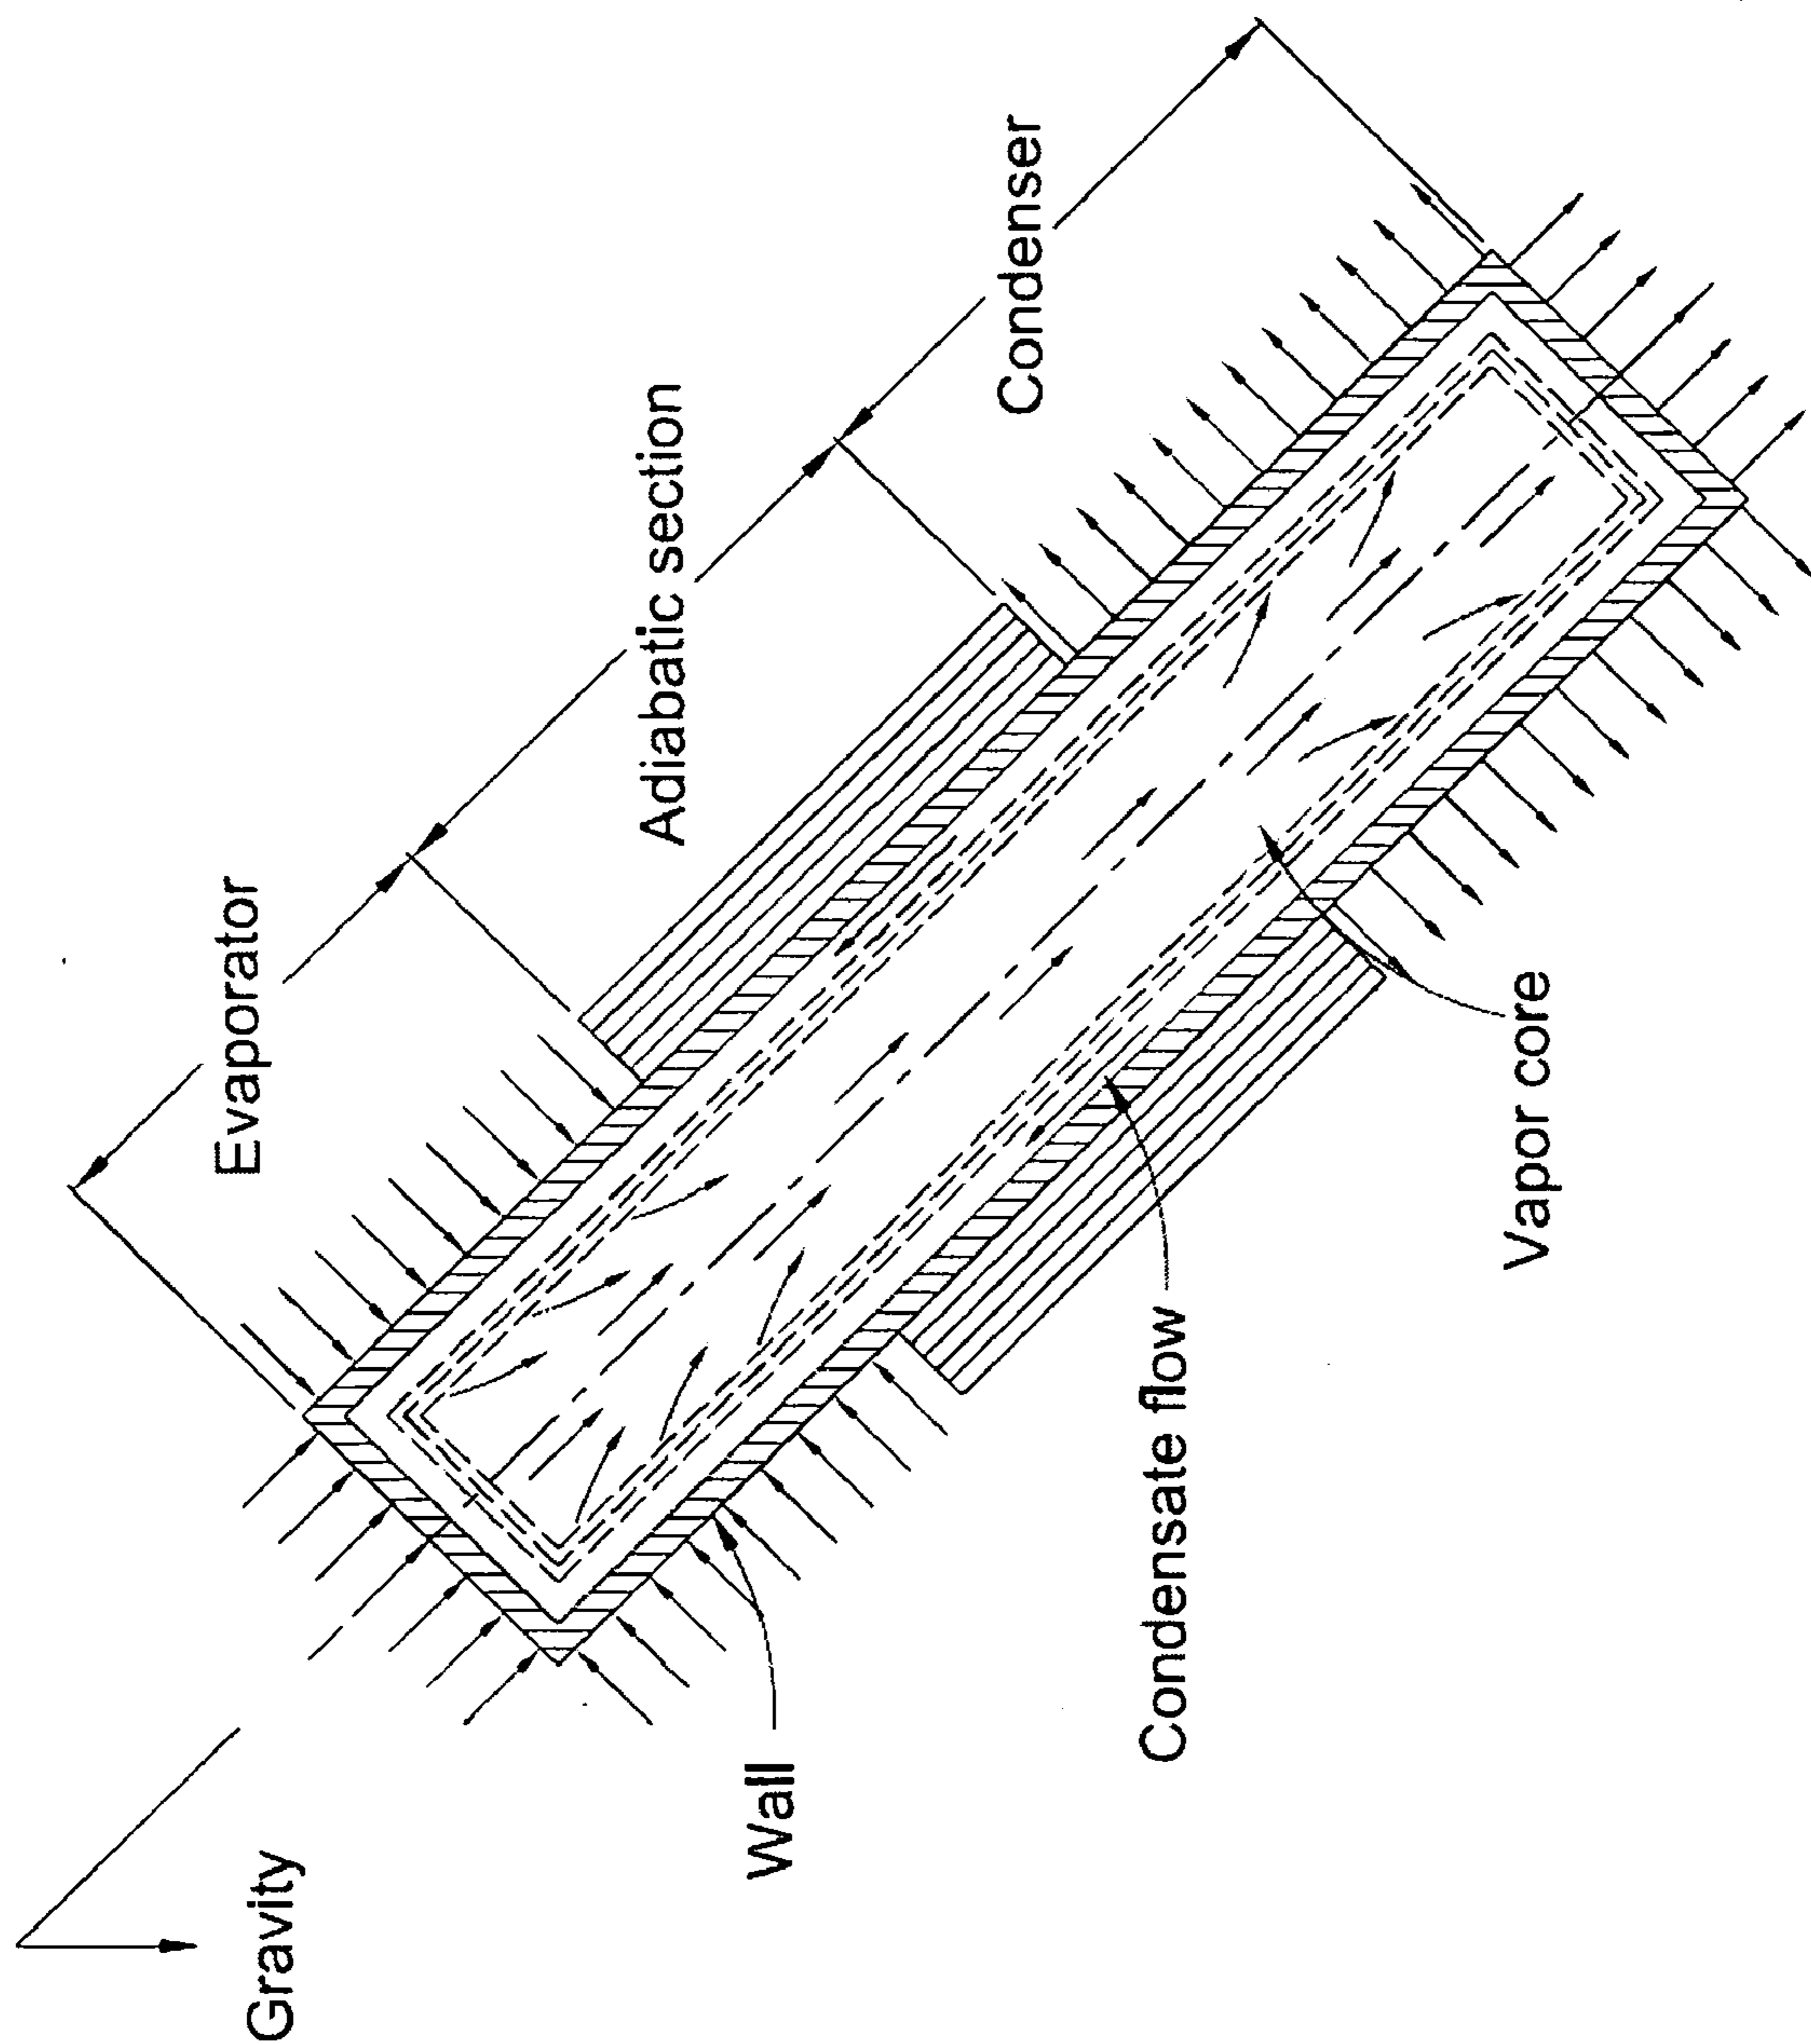 Gravity
Evaporator
Adiabatic section
Condenser
Wall
Condensate flow
Vapor core